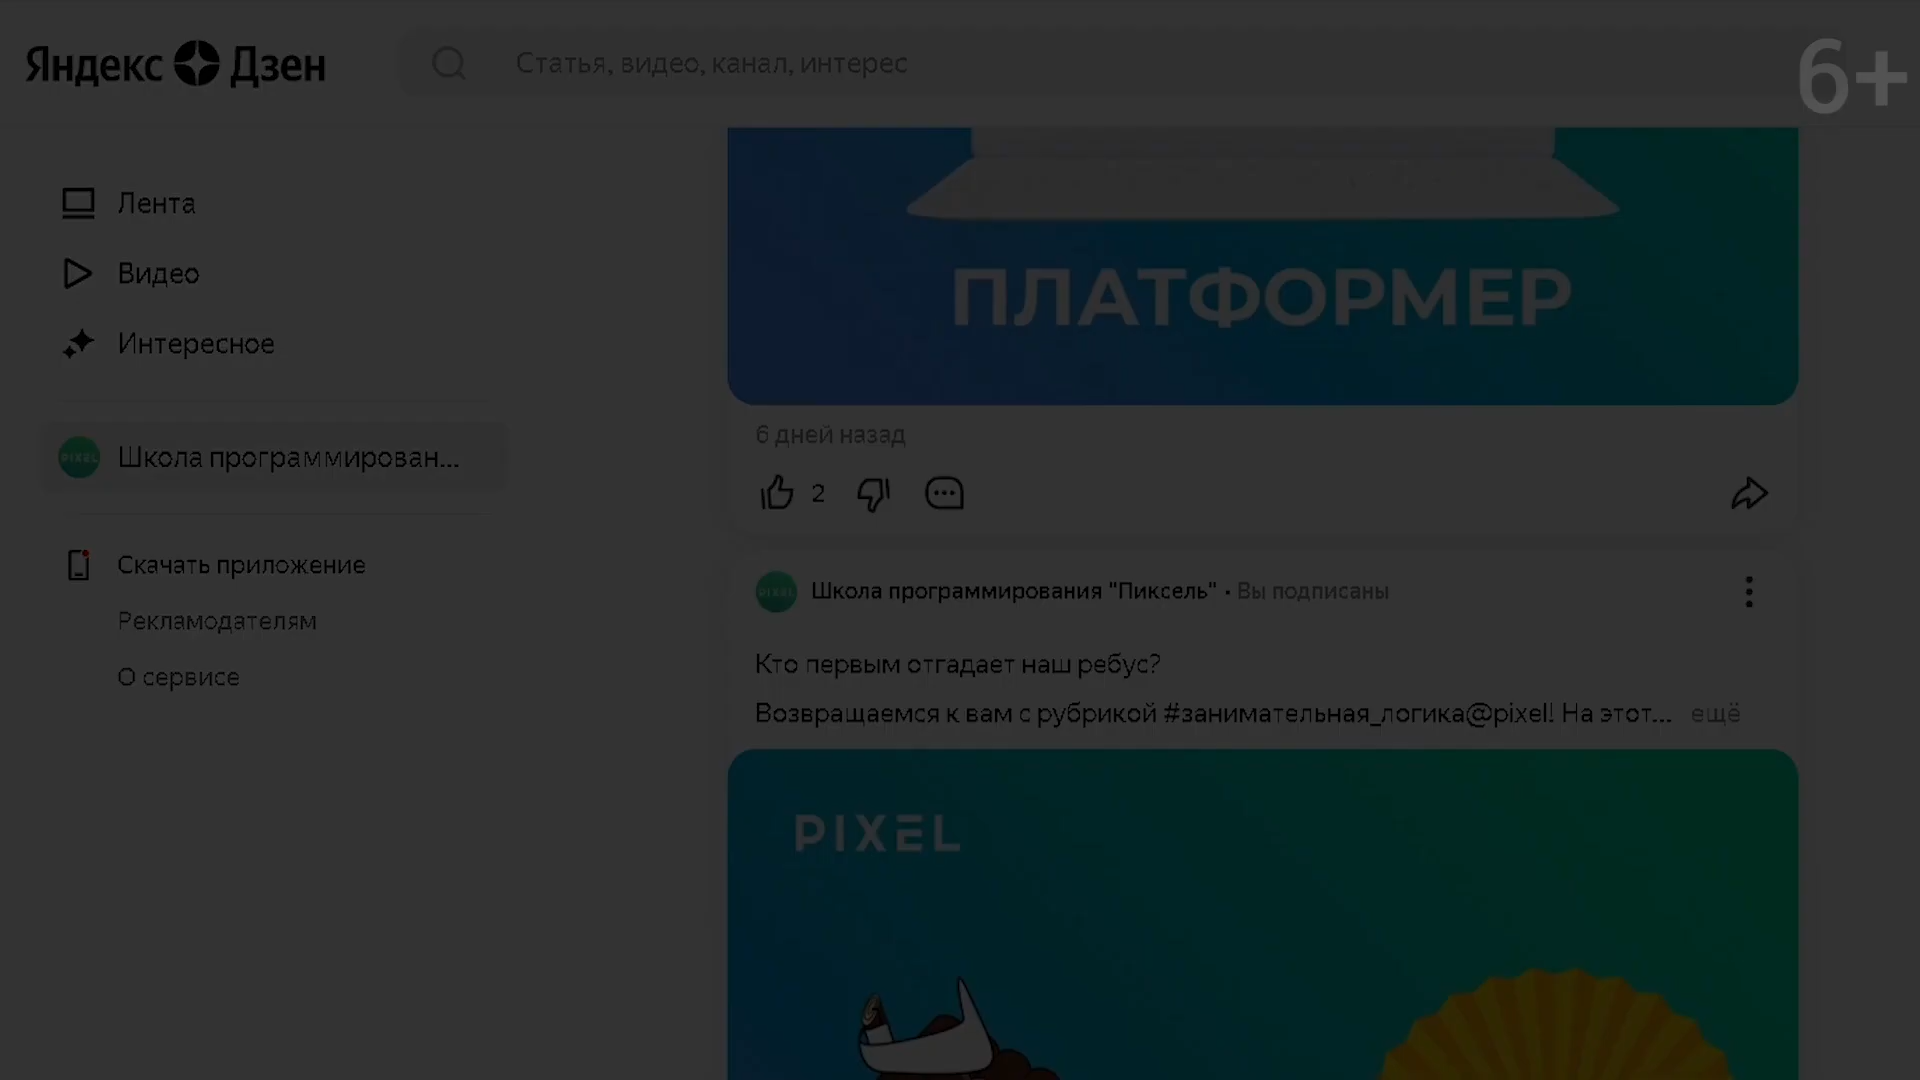 Яндекс Дзен
Статья, видео, канал, интерес
6+
Лента
Видео
Интересное
PIXEL
Школа программирован...
Скачать приложение
Рекламодателям
О сервисе
ПЛАТФОРМЕР
6 дней назад
2
PIXEL
Школа программирования "Пиксель" · Вы подписаны
Кто первым отгадает наш ребус?
Возвращаемся к вам с рубрикой #занимательная_логика@pixel! На этот... ещё
PIXEL